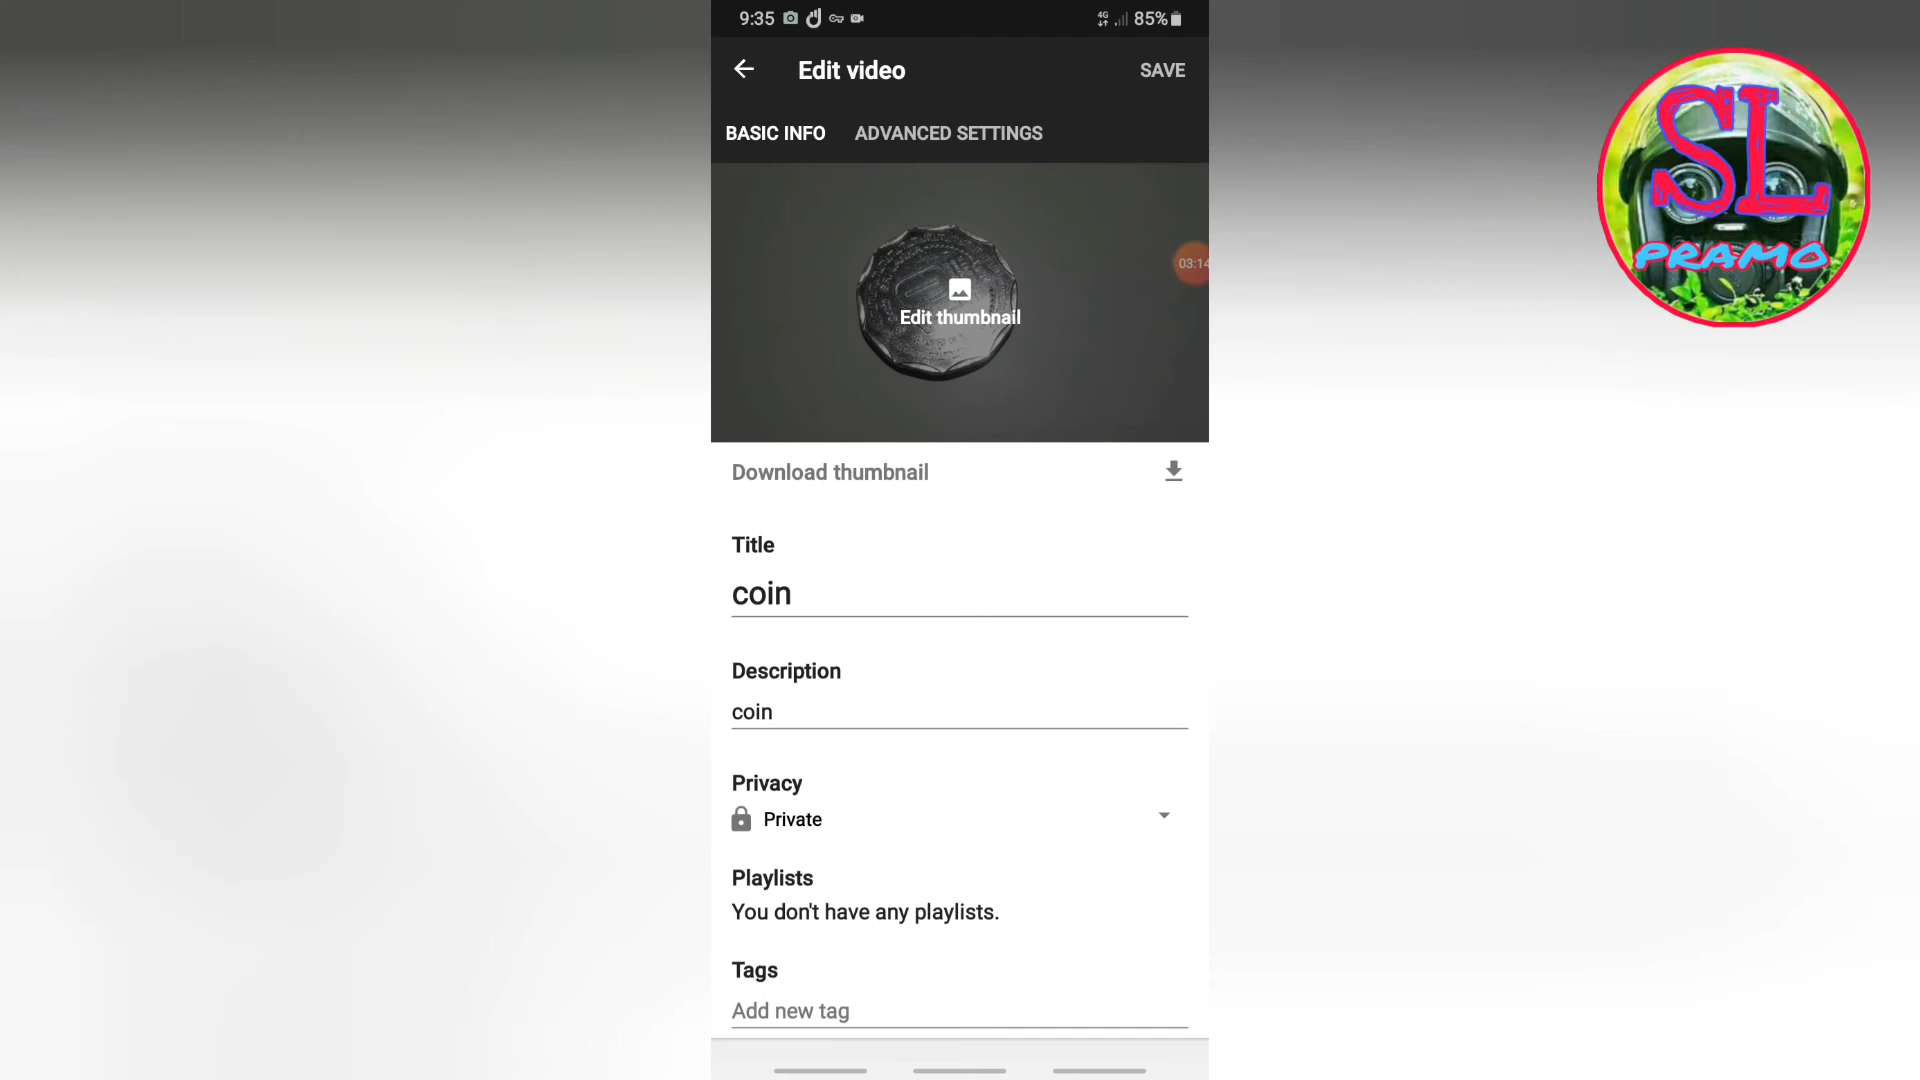 9:35
4G
85%
Edit video
SAVE
BASIC INFO
ADVANCED SETTINGS
SL
PRAMO
03:14
Edit thumbnail
Download thumbnail
Title
coin
Description
coin
Privacy
Private
Playlists
You don't have any playlists.
Tags
Add new tag